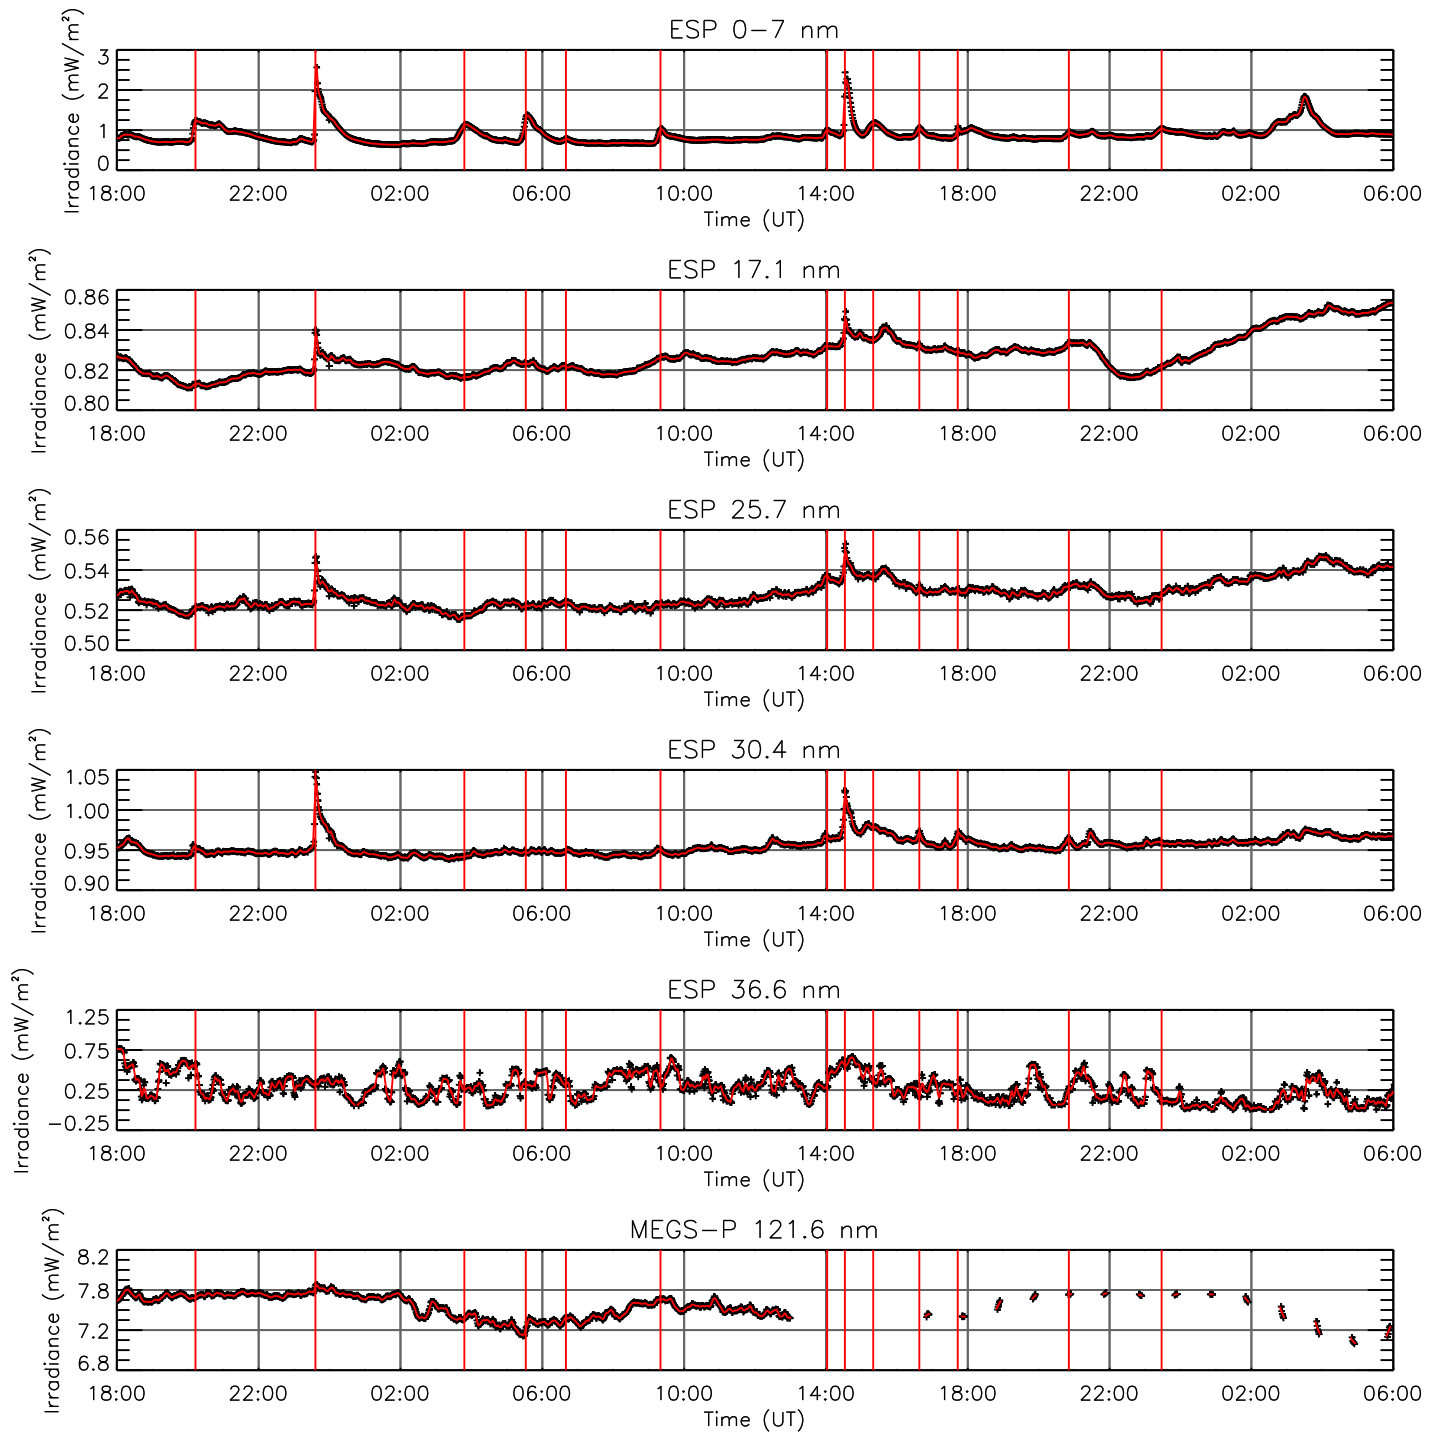 ESP 0−7 nm
Irradiance (mW/m²)
3
2
1
0
18:00 22:00 02:00 06:00 10:00 14:00 18:00 22:00 02:00 06:00
Time (UT)
ESP 17.1 nm
Irradiance (mW/m²)
0.86
0.84
0.82
0.80
18:00 22:00 02:00 06:00 10:00 14:00 18:00 22:00 02:00 06:00
Time (UT)
ESP 25.7 nm
Irradiance (mW/m²)
0.56
0.54
0.52
0.50
18:00 22:00 02:00 06:00 10:00 14:00 18:00 22:00 02:00 06:00
Time (UT)
ESP 30.4 nm
Irradiance (mW/m²)
1.05
1.00
0.95
0.90
18:00 22:00 02:00 06:00 10:00 14:00 18:00 22:00 02:00 06:00
Time (UT)
ESP 36.6 nm
Irradiance (mW/m²)
1.25
0.75
0.25
−0.25
18:00 22:00 02:00 06:00 10:00 14:00 18:00 22:00 02:00 06:00
Time (UT)
MEGS−P 121.6 nm
Irradiance (mW/m²)
8.2
7.8
7.2
6.8
18:00 22:00 02:00 06:00 10:00 14:00 18:00 22:00 02:00 06:00
Time (UT)